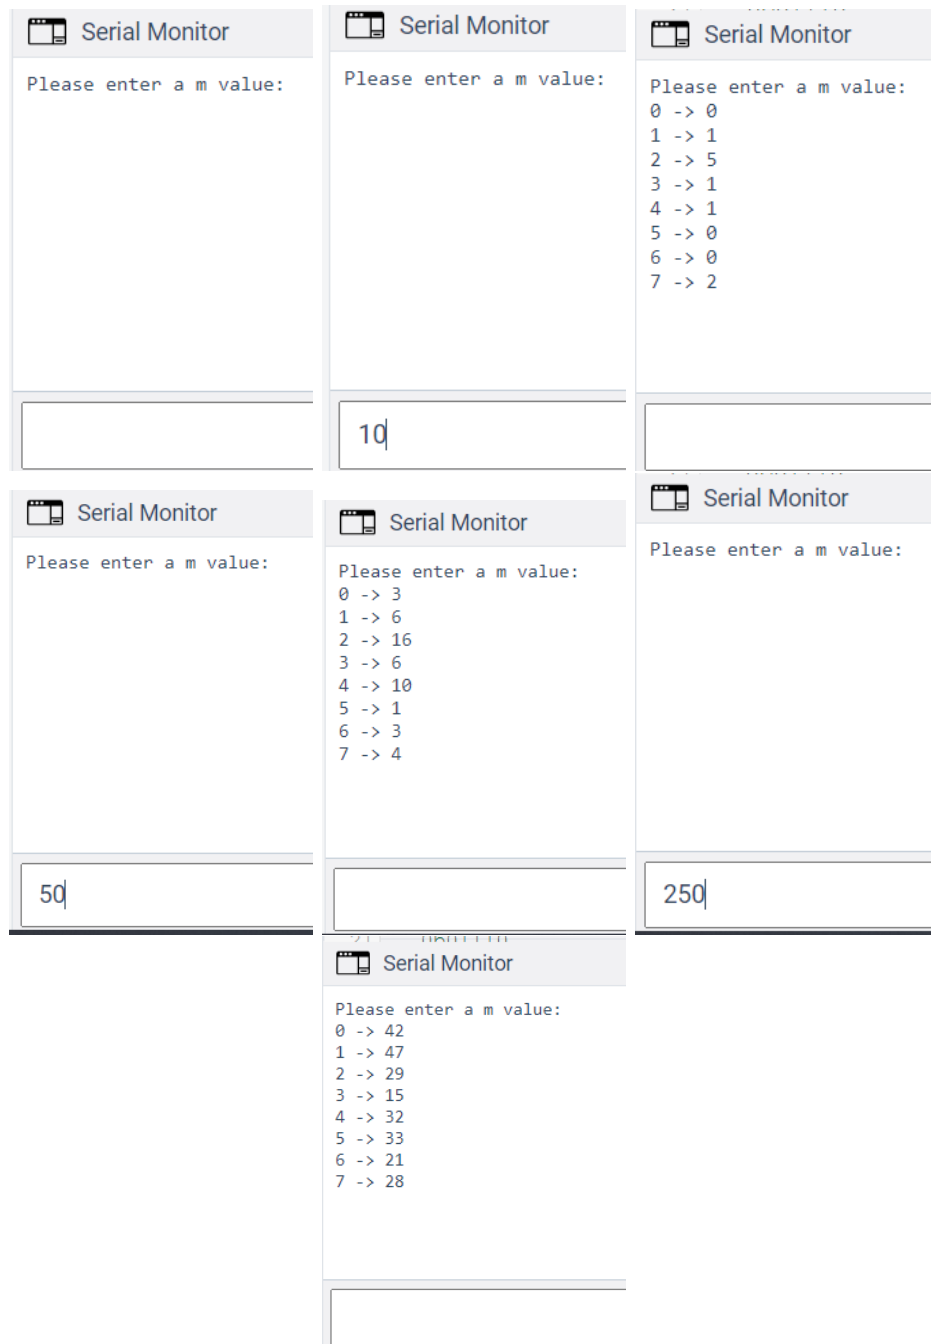 Serial Monitor
Please enter a m value:
Serial Monitor
Please enter a m value:
10
Serial Monitor
Please enter a m value:
0 -> 0
1 -> 1
2 -> 5
3 -> 1
4 -> 1
5 -> 0
6 -> 0
7 -> 2
Serial Monitor
Please enter a m value:
50
Serial Monitor
Please enter a m value:
0 -> 3
1 -> 6
2 -> 16
3 -> 6
4 -> 10
5 -> 1
6 -> 3
7 -> 4
Serial Monitor
Please enter a m value:
250
Serial Monitor
Please enter a m value:
0 -> 42
1 -> 47
2 -> 29
3 -> 15
4 -> 32
5 -> 33
6 -> 21
7 -> 28